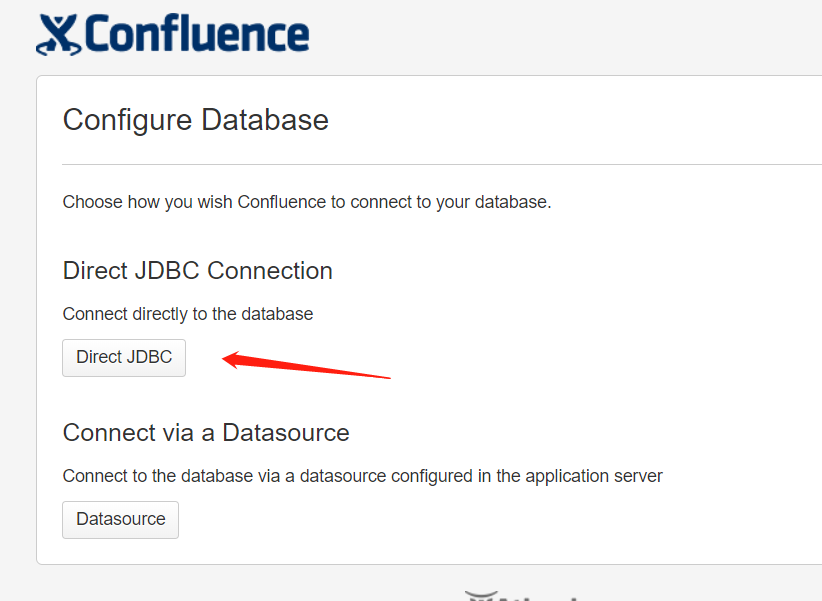 Confluence
Configure Database
Choose how you wish Confluence to connect to your database.
Direct JDBC Connection
Connect directly to the database
Direct JDBC
Connect via a Datasource
Connect to the database via a datasource configured in the application server
Datasource